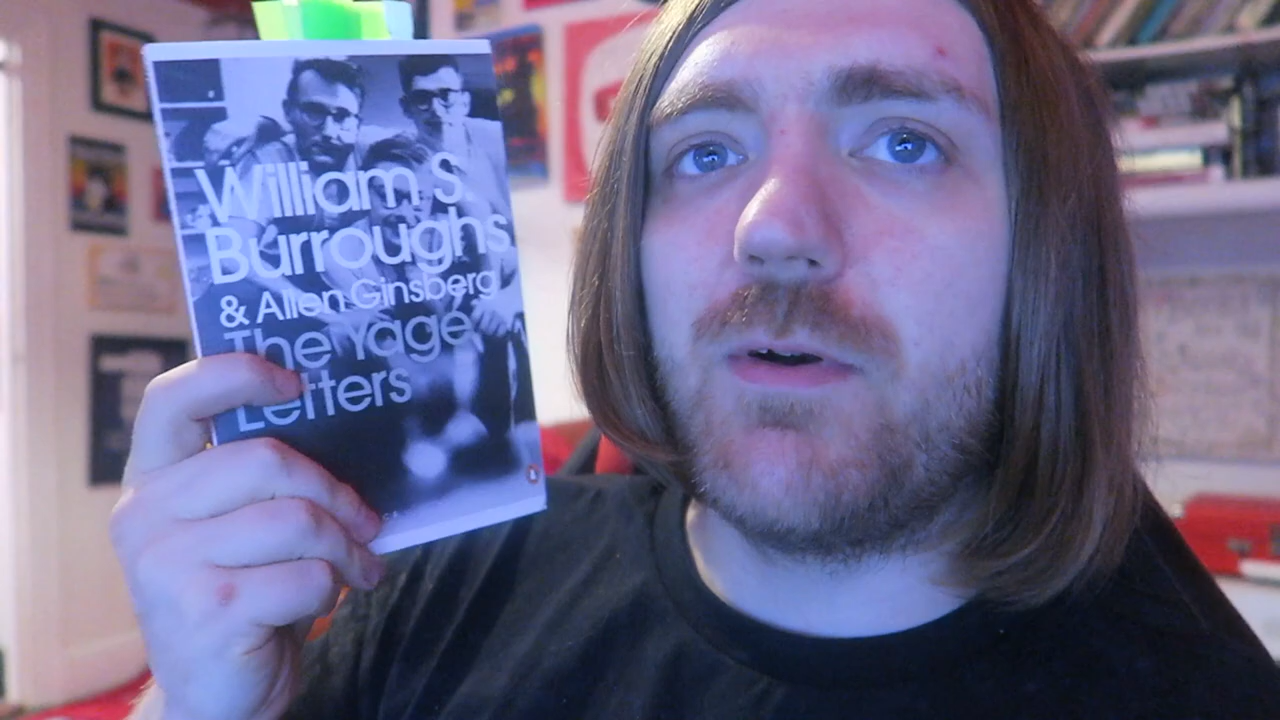 William S.
Burroughs
& Allen Ginsberg
The Yage
Letters